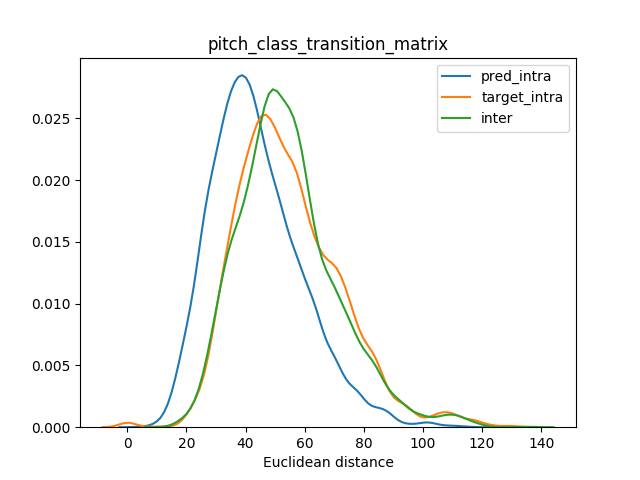 pitch_class_transition_matrix
pred_intra
target_intra
inter
0.025
0.020
0.015
0.010
0.005
0.000
0 20 40 60 80 100 120 140
Euclidean distance